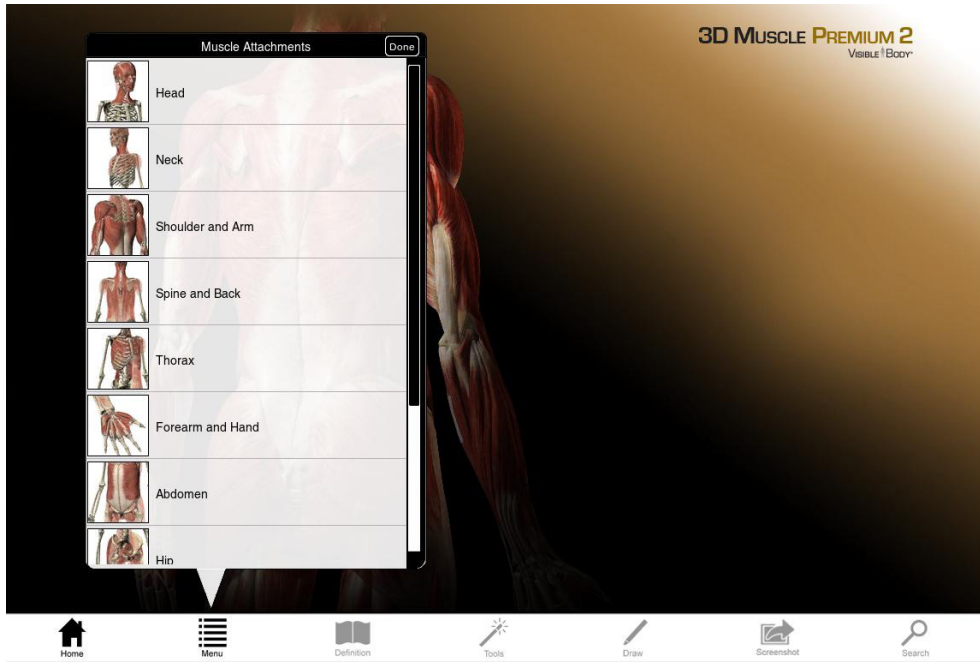 3D MUSCLE PREMIUM 2
VISIBLE BODY®
Muscle Attachments
Done
Head
Neck
Shoulder and Arm
Spine and Back
Thorax
Forearm and Hand
Abdomen
Hip
Home
Menu
Definition
Tools
Draw
Screenshot
Search